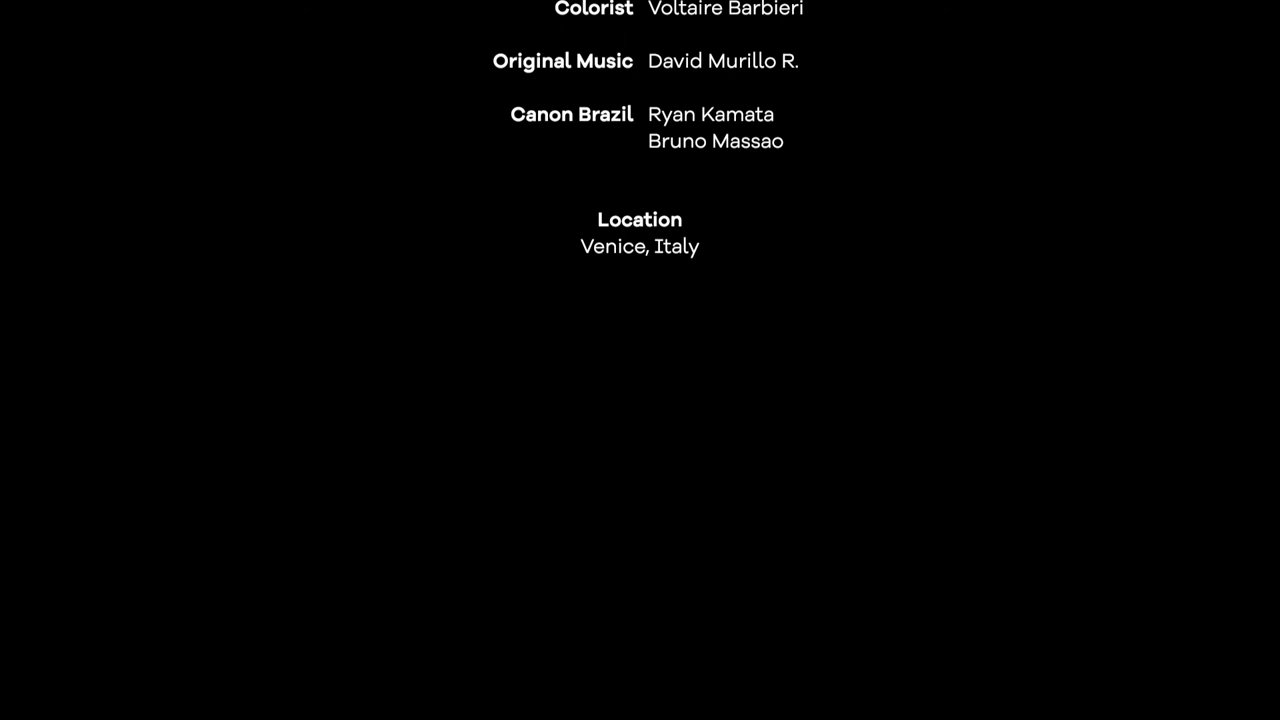 Colorist Voltaire Barbieri
Original Music David Murillo R.
Canon Brazil Ryan Kamata
Bruno Massao
Location
Venice, Italy